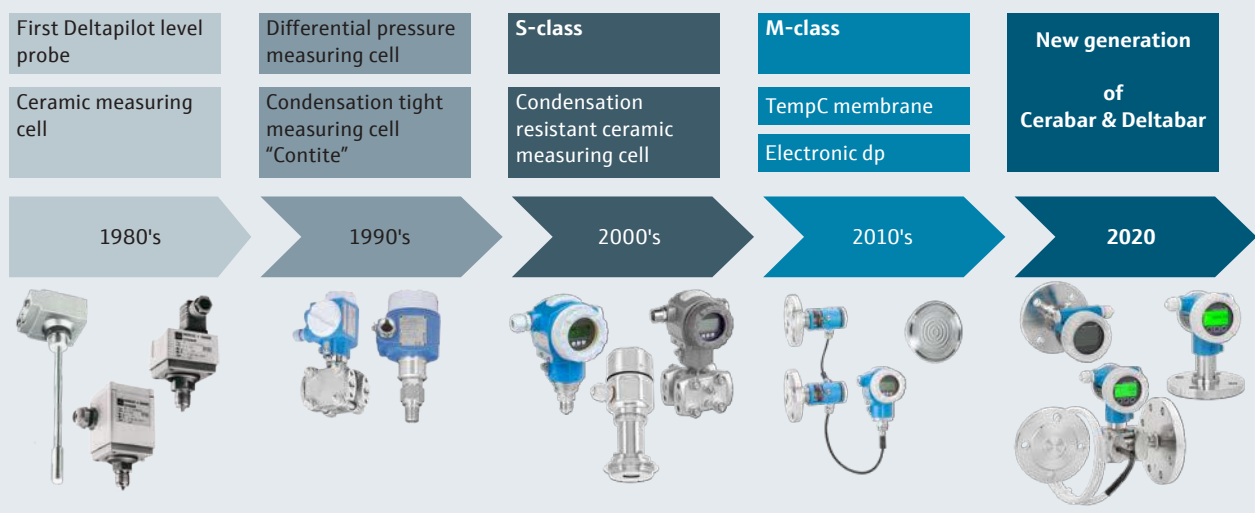 First Deltapilot level
probe
Ceramic measuring
cell
Differential pressure
measuring cell
Condensation tight
measuring cell
“Contite”
S-class
Condensation
resistant ceramic
measuring cell
M-class
TempC membrane
Electronic dp
New generation
of
Cerabar & Deltabar
1980's
1990's
2000's
2010's
2020